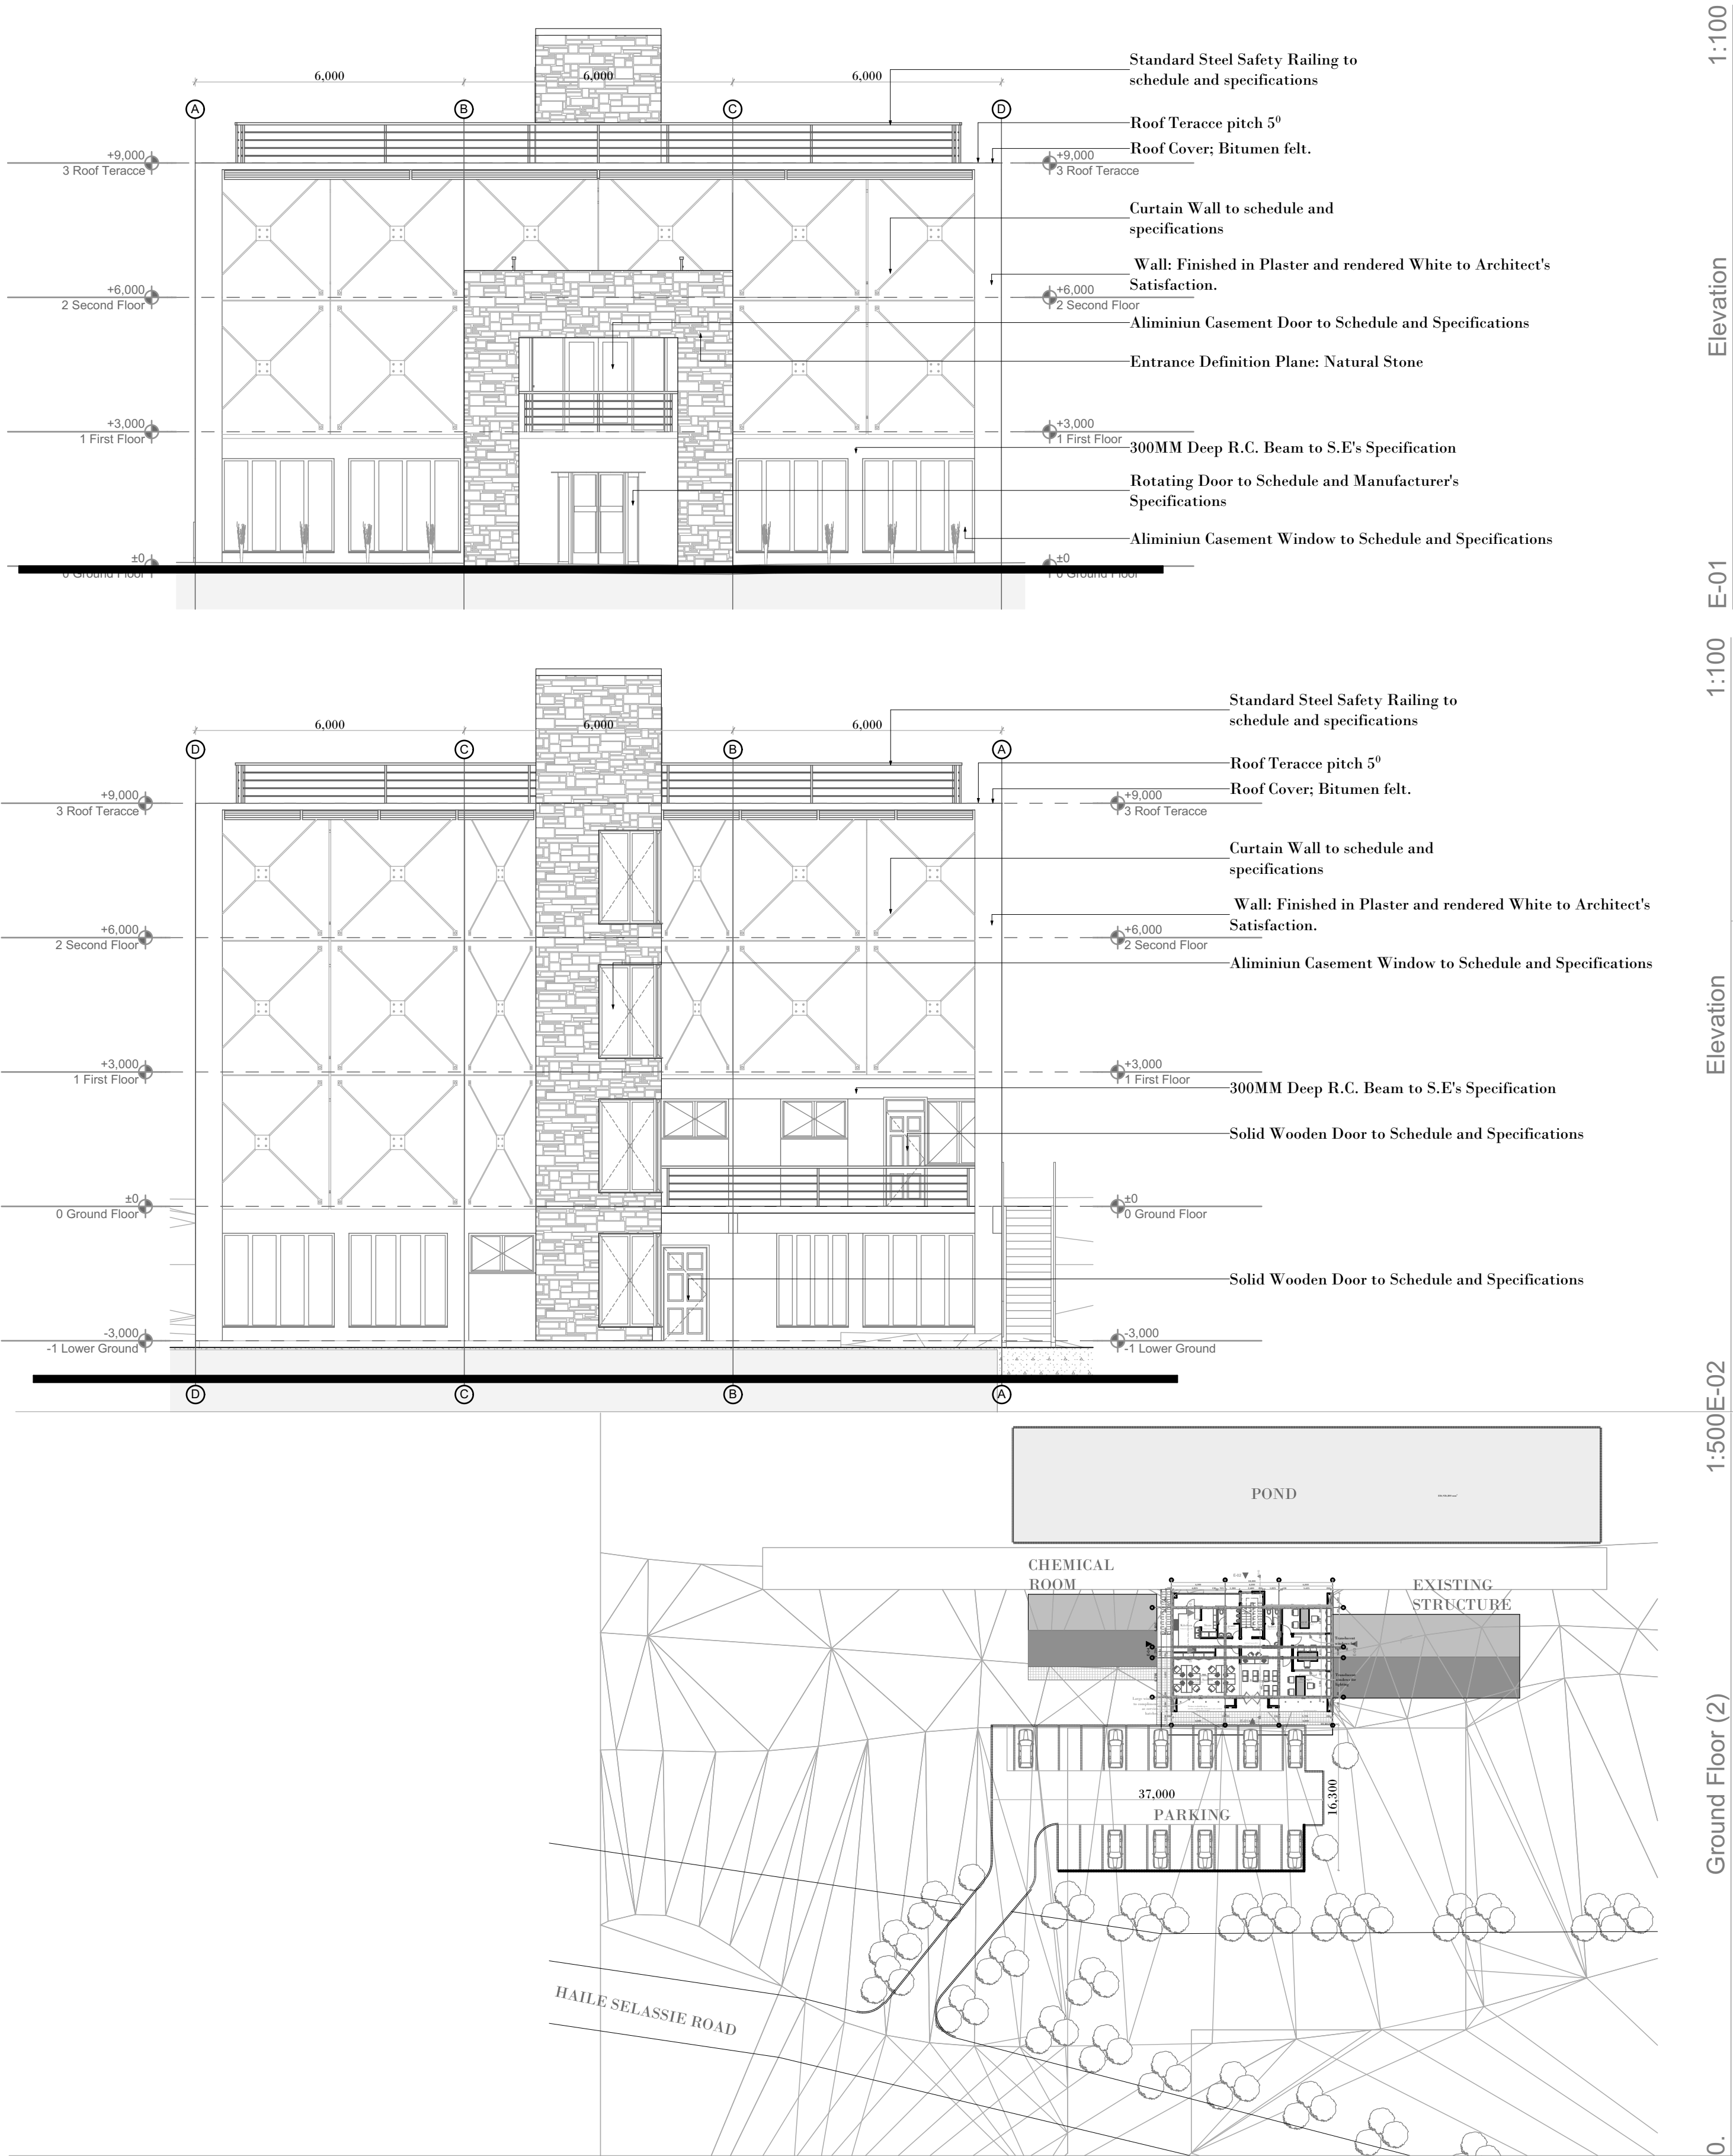 1:100
Elevation
E-01
6,000
6,000
6,000
A
B
C
D
+9,000
3 Roof Teracce
+6,000
2 Second Floor
+3,000
1 First Floor
±0
0 Ground Floor
+9,000
3 Roof Teracce
+6,000
2 Second Floor
+3,000
1 First Floor
±0
0 Ground Floor
Standard Steel Safety Railing to
schedule and specifications
Roof Teracce pitch 5⁰
Roof Cover; Bitumen felt.
Curtain Wall to schedule and
specifications
Wall: Finished in Plaster and rendered White to Architect's
Satisfaction.
Aliminiun Casement Door to Schedule and Specifications
Entrance Definition Plane: Natural Stone
300MM Deep R.C. Beam to S.E's Specification
Rotating Door to Schedule and Manufacturer's
Specifications
Aliminiun Casement Window to Schedule and Specifications
1:100
Elevation
E-02
6,000
6,000
6,000
D
C
B
A
+9,000
3 Roof Teracce
+6,000
2 Second Floor
+3,000
1 First Floor
±0
0 Ground Floor
-3,000
-1 Lower Ground
+9,000
3 Roof Teracce
+6,000
2 Second Floor
+3,000
1 First Floor
±0
0 Ground Floor
-3,000
-1 Lower Ground
Standard Steel Safety Railing to
schedule and specifications
Roof Teracce pitch 5⁰
Roof Cover; Bitumen felt.
Curtain Wall to schedule and
specifications
Wall: Finished in Plaster and rendered White to Architect's
Satisfaction.
Aliminiun Casement Window to Schedule and Specifications
300MM Deep R.C. Beam to S.E's Specification
Solid Wooden Door to Schedule and Specifications
Solid Wooden Door to Schedule and Specifications
D
C
B
A
1:500
Ground Floor (2)
0.
POND
CHEMICAL
ROOM
EXISTING
STRUCTURE
37,000
16,300
PARKING
HAILE SELASSIE ROAD